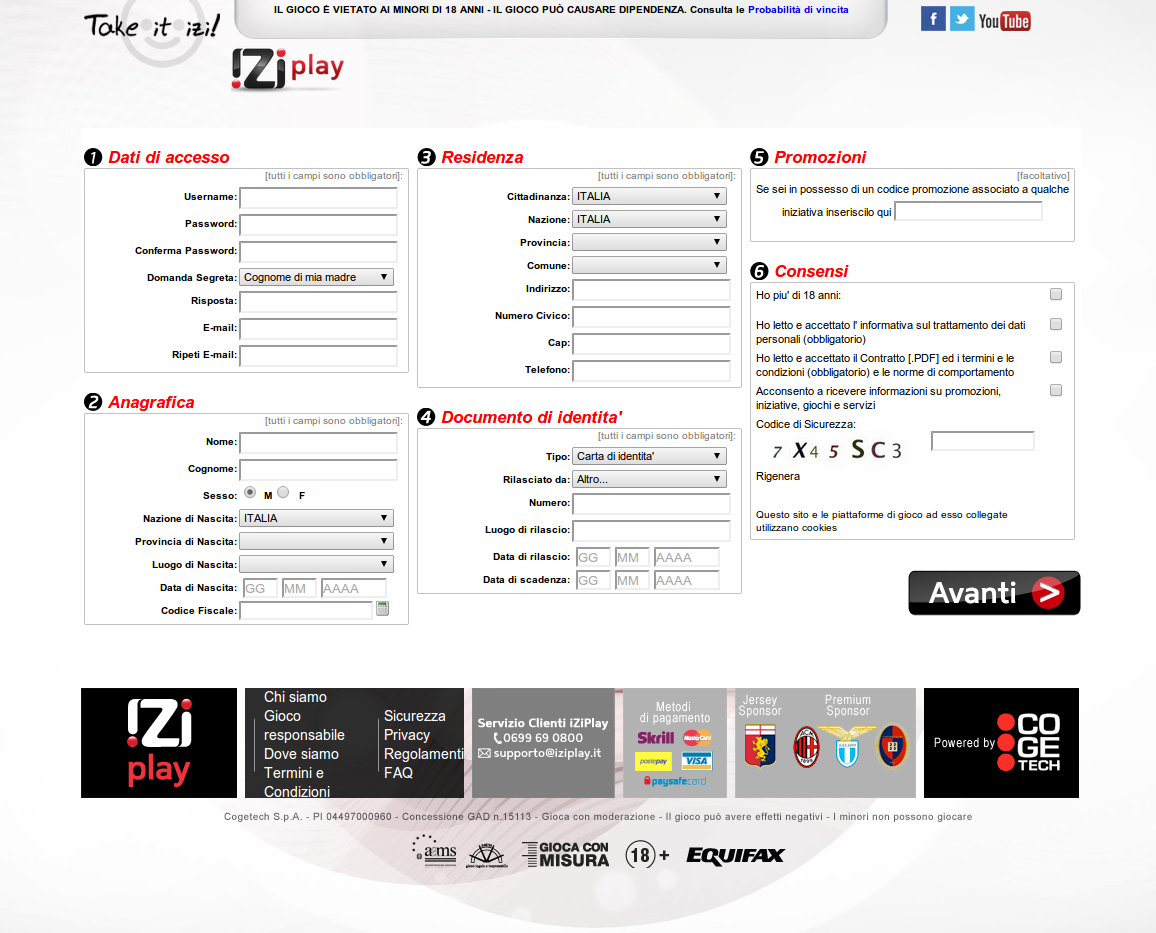 Take it izi!
IL GIOCO È VIETATO AI MINORI DI 18 ANNI - IL GIOCO PUÒ CAUSARE DIPENDENZA. Consulta le Probabilità di vincita
f
You Tube
iZi play
1 Dati di accesso
[tutti i campi sono obbligatori]:
Username:
Password:
Conferma Password:
Domanda Segreta: Cognome di mia madre
Risposta:
E-mail:
Ripeti E-mail:
2 Anagrafica
[tutti i campi sono obbligatori]:
Nome:
Cognome:
Sesso: M F
Nazione di Nascita: ITALIA
Provincia di Nascita:
Luogo di Nascita:
Data di Nascita: GG MM AAAA
Codice Fiscale:
3 Residenza
[tutti i campi sono obbligatori]:
Cittadinanza: ITALIA
Nazione: ITALIA
Provincia:
Comune:
Indirizzo:
Numero Civico:
Cap:
Telefono:
4 Documento di identita'
[tutti i campi sono obbligatori]:
Tipo: Carta di identita'
Rilasciato da: Altro...
Numero:
Luogo di rilascio:
Data di rilascio: GG MM AAAA
Data di scadenza: GG MM AAAA
5 Promozioni
[facoltativo]
Se sei in possesso di un codice promozione associato a qualche
iniziativa inseriscilo qui
6 Consensi
Ho piu' di 18 anni:
Ho letto e accettato l' informativa sul trattamento dei dati
personali (obbligatorio)
Ho letto e accettato il Contratto [.PDF] ed i termini e le
condizioni (obbligatorio) e le norme di comportamento
Acconsento a ricevere informazioni su promozioni,
iniziative, giochi e servizi
Codice di Sicurezza:
7 X 4 5 S C 3
Rigenera
Questo sito e le piattaforme di gioco ad esso collegate
utilizzano cookies
Avanti >
iZi
play
Chi siamo
Gioco
responsabile
Dove siamo
Termini e
Condizioni
Sicurezza
Privacy
Regolamenti
FAQ
Servizio Clienti iZiPlay
0699 69 0800
supporto@iziplay.it
Metodi
di pagamento
Skrill MasterCard
postepay VISA
paysafecard
Jersey
Sponsor
Premium
Sponsor
Powered by
COGETECH
Cogetech S.p.A. - PI 04497000960 - Concessione GAD n.15113 - Gioca con moderazione - Il gioco può avere effetti negativi - I minori non possono giocare
aams
GIOCA CON
MISURA
18 +
EQUIFAX